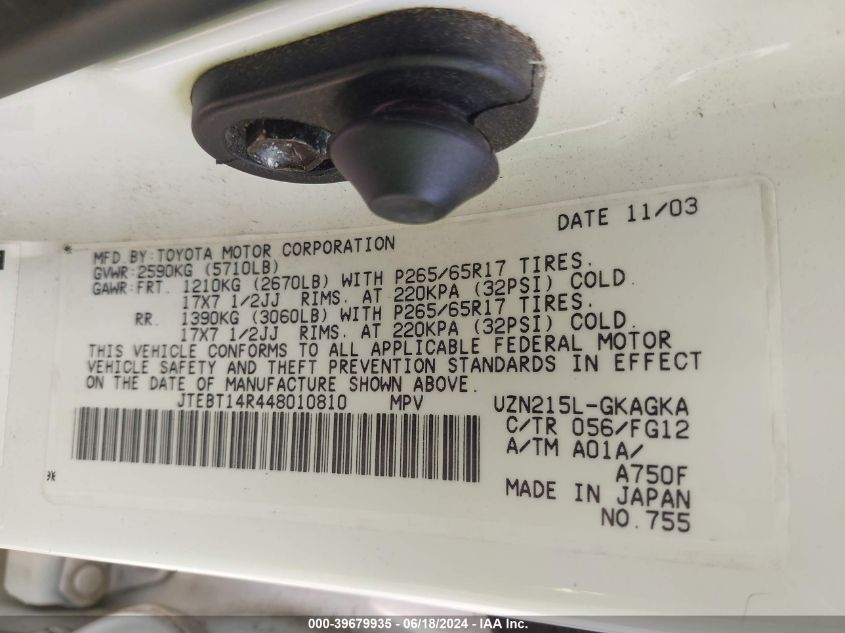 DATE 11/03
MFD BY:TOYOTA MOTOR CORPORATION
GVWR:2590KG (5710LB)
GAWR:FRT. 1210KG (2670LB) WITH P265/65R17 TIRES.
17X7 1/2JJ RIMS. AT 220KPA (32PSI) COLD.
RR. 1390KG (3060LB) WITH P265/65R17 TIRES.
17X7 1/2JJ RIMS. AT 220KPA (32PSI) COLD.
THIS VEHICLE CONFORMS TO ALL APPLICABLE FEDERAL MOTOR
VEHICLE SAFETY AND THEFT PREVENTION STANDARDS IN EFFECT
ON THE DATE OF MANUFACTURE SHOWN ABOVE.
JTEBT14R448010810 MPV UZN215L-GKAGKA
C/TR 056/FG12
A/TM A01A/
A750F
MADE IN JAPAN
NO.755
000-39679935 - 06/18/2024 - IAA Inc.